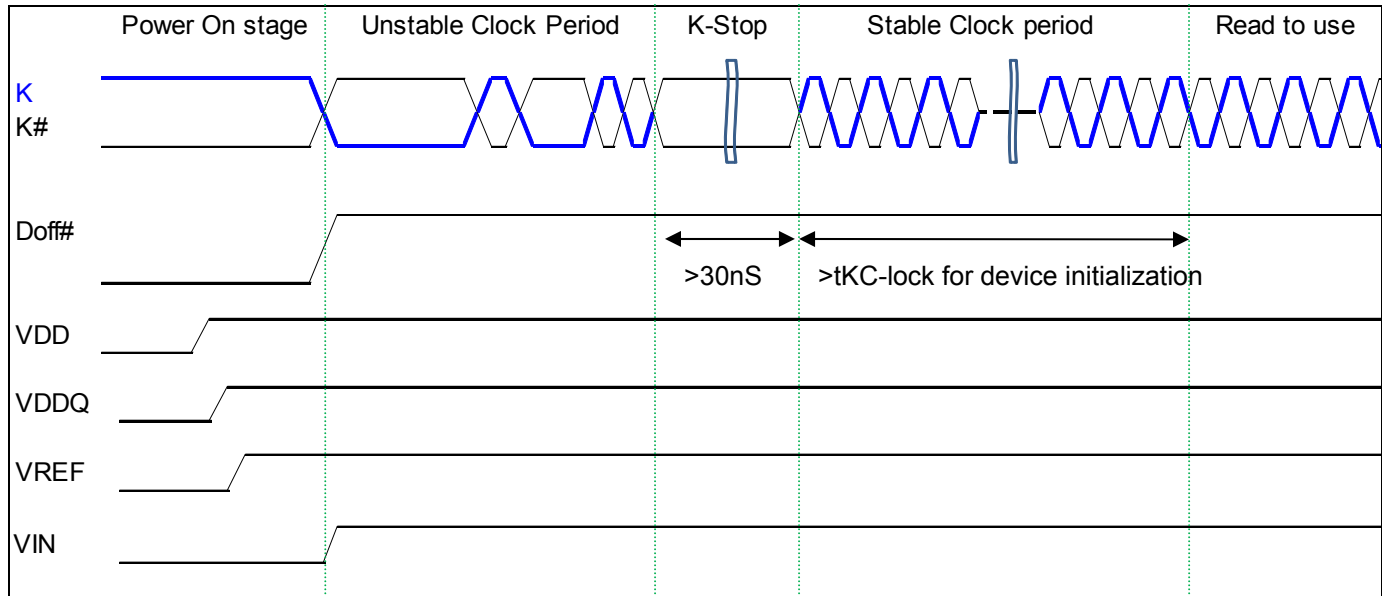 Power On stage Unstable Clock Period K-Stop Stable Clock period Read to use
K
K#
Doff#
>30nS >tKC-lock for device initialization
VDD
VDDQ
VREF
VIN